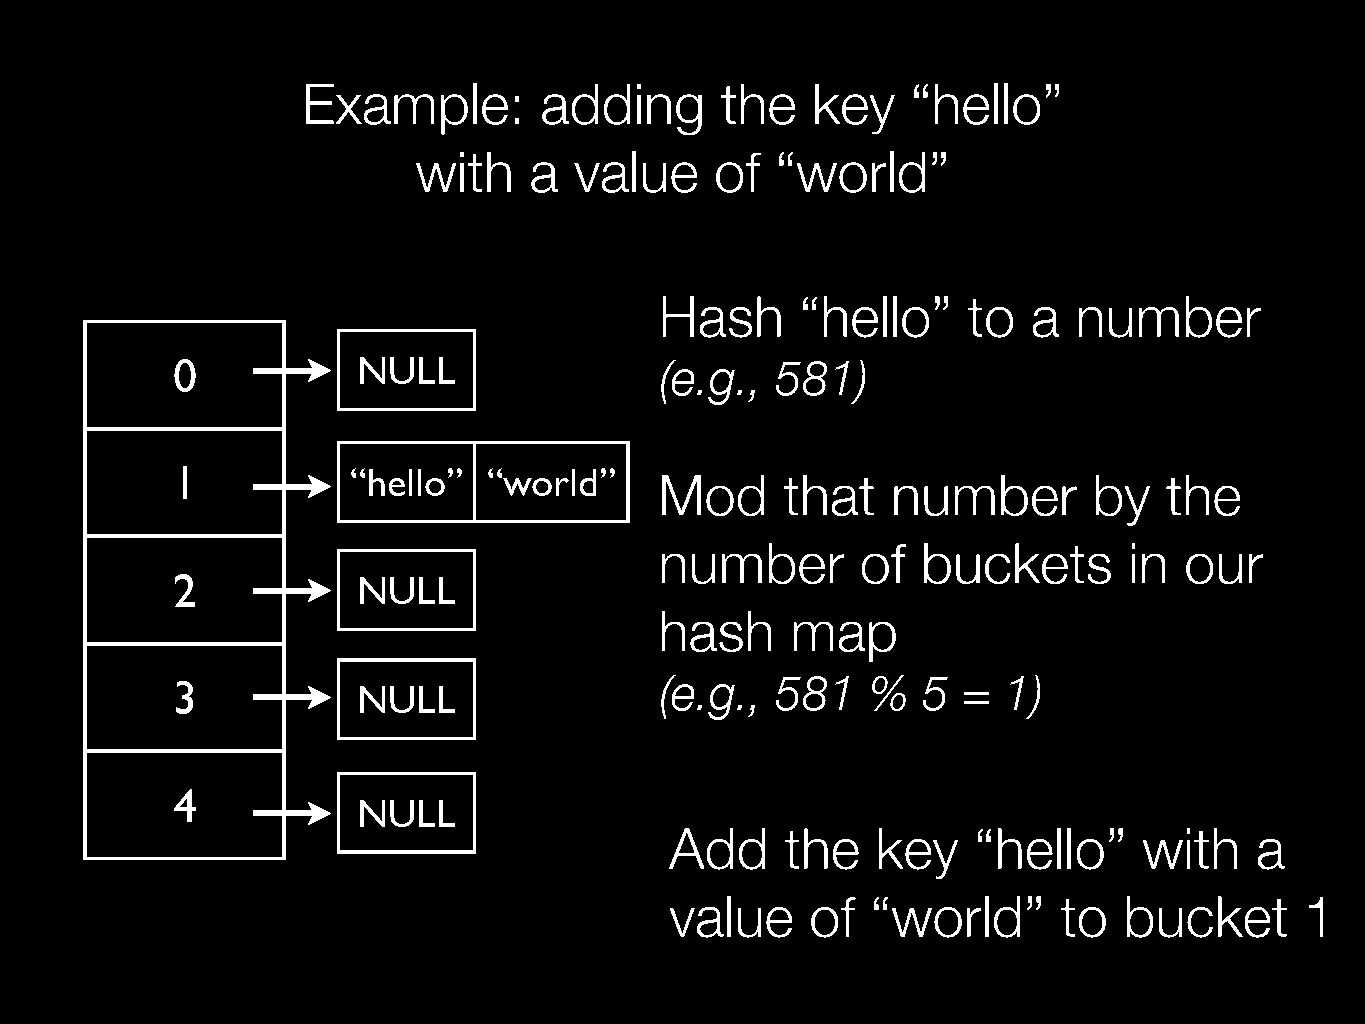 Example: adding the key “hello”
with a value of “world”
0
NULL
1
“hello” “world”
2
NULL
3
NULL
4
NULL
Hash “hello” to a number
(e.g., 581)
Mod that number by the
number of buckets in our
hash map
(e.g., 581 % 5 = 1)
Add the key “hello” with a
value of “world” to bucket 1